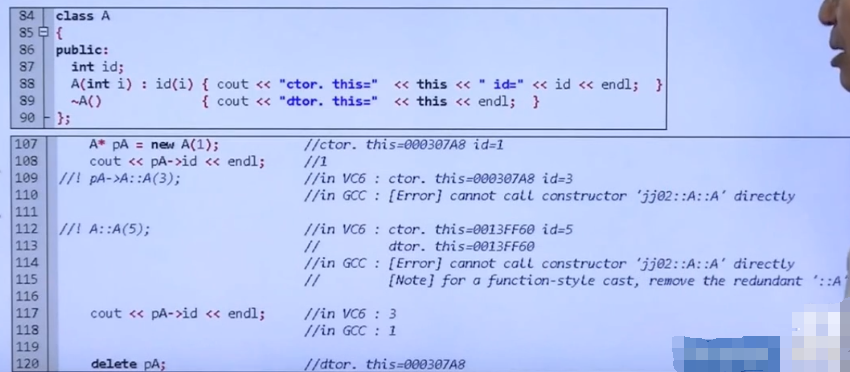 84 class A
85 {
86 public:
87 int id;
88 A(int i) : id(i) { cout << "ctor. this=" << this << " id=" << id << endl; }
89 ~A() { cout << "dtor. this=" << this << endl; }
90 };
107 A* pA = new A(1); //ctor. this=000307A8 id=1
108 cout << pA->id << endl; //1
109 //! pA->A::A(3); //in VC6 : ctor. this=000307A8 id=3
110 //in GCC : [Error] cannot call constructor 'jj02::A::A' directly
111
112 //! A::A(5); //in VC6 : ctor. this=0013FF60 id=5
113 // dtor. this=0013FF60
114 //in GCC : [Error] cannot call constructor 'jj02::A::A' directly
115 // [Note] for a function-style cast, remove the redundant '::A'
116
117 cout << pA->id << endl; //in VC6 : 3
118 //in GCC : 1
119
120 delete pA; //dtor. this=000307A8